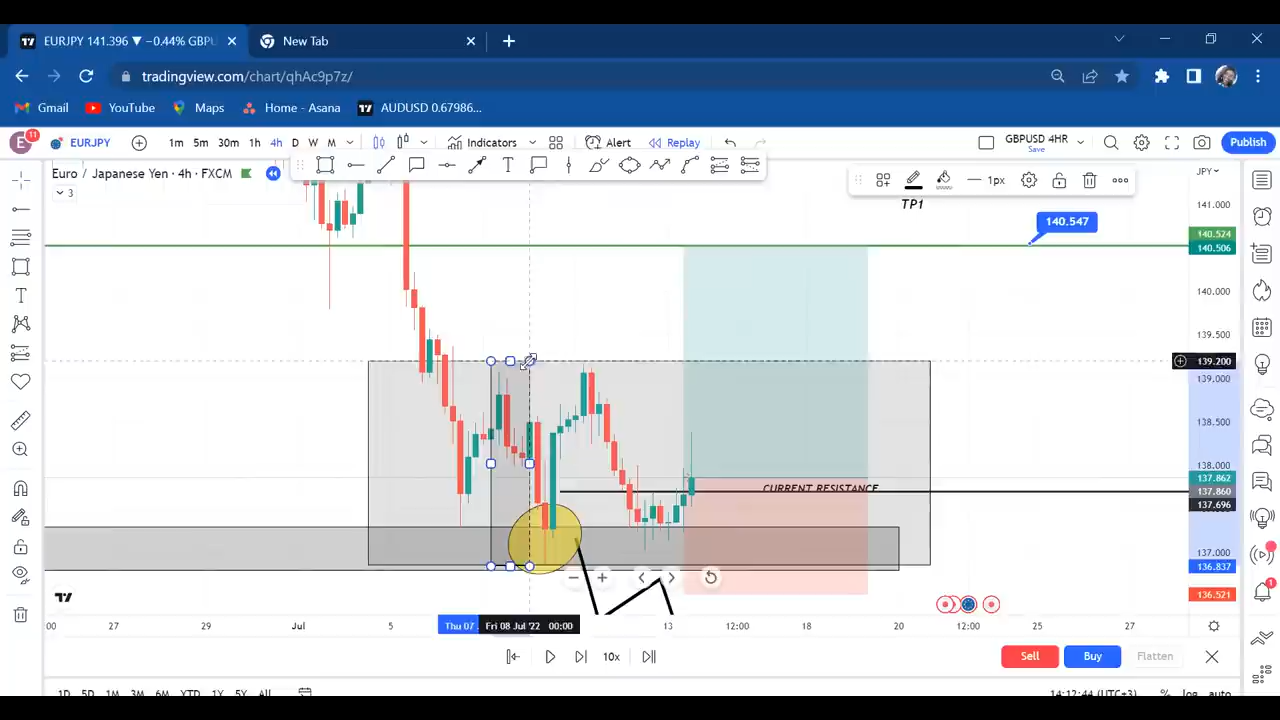 EURJPY 141.396 ▼ −0.44% GBPU
New Tab
tradingview.com/chart/qhAc9p7z/
Gmail YouTube Maps Home - Asana AUDUSD 0.67986...
E 11 EURJPY 1m 5m 30m 1h 4h D W M Indicators Alert Replay GBPUSD 4HR Save Publish
Euro / Japanese Yen · 4h · FXCM
JPY
1px
3
TP1
141.000
140.547
140.524
140.506
140.000
139.500
139.200
139.000
138.500
138.000
137.862
CURRENT RESISTANCE
137.860
137.696
137.000
136.837
136.521
:00 27 29 Jul 5 Thu 07 Fri 08 Jul '22 00:00 13 12:00 18 20 12:00 25 27
10x
Sell Buy Flatten
1D 5D 1M 3M 6M YTD 1Y 5Y All 14:12:44 (UTC+3) % log auto